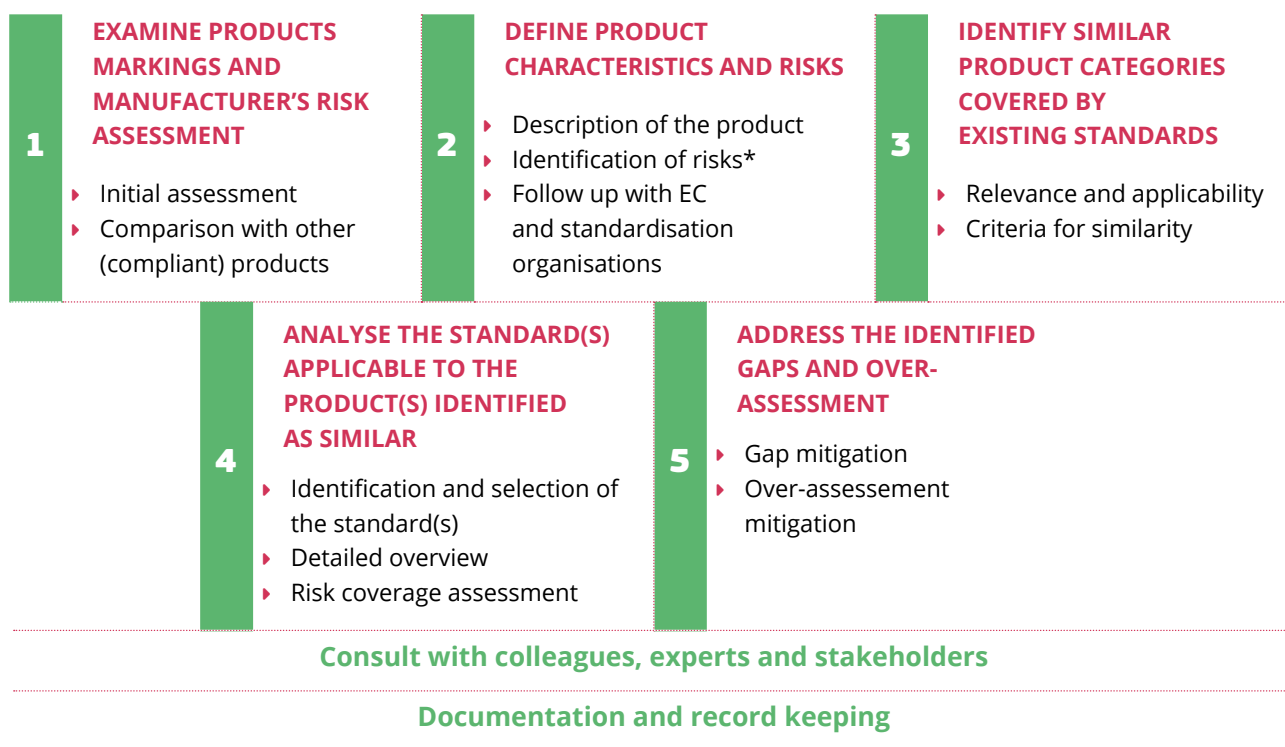 1
EXAMINE PRODUCTS
MARKINGS AND
MANUFACTURER'S RISK
ASSESSMENT
Initial assessment
Comparison with other
(compliant) products
2
DEFINE PRODUCT
CHARACTERISTICS AND RISKS
Description of the product
Identification of risks*
Follow up with EC
and standardisation
organisations
3
IDENTIFY SIMILAR
PRODUCT CATEGORIES
COVERED BY
EXISTING STANDARDS
Relevance and applicability
Criteria for similarity
4
ANALYSE THE STANDARD(S)
APPLICABLE TO THE
PRODUCT(S) IDENTIFIED
AS SIMILAR
Identification and selection of
the standard(s)
Detailed overview
Risk coverage assessment
5
ADDRESS THE IDENTIFIED
GAPS AND OVER-
ASSESSMENT
Gap mitigation
Over-assessement
mitigation
Consult with colleagues, experts and stakeholders
Documentation and record keeping